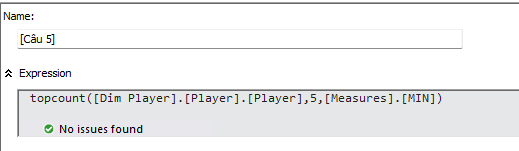 Name:
[Câu 5]
Expression
topcount([Dim Player].[Player].[Player],5,[Measures].[MIN])
No issues found